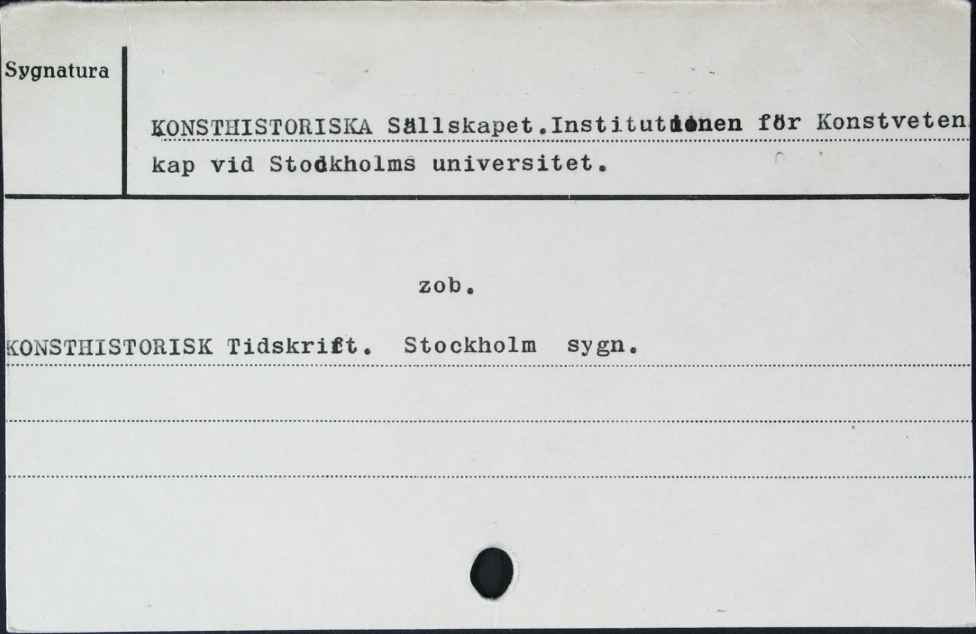 Sygnatura
KONSTHISTORISKA Sällskapet.Institutionen för Konstveten
kap vid Stockholms universitet.
zob.
KONSTHISTORISK Tidskrift. Stockholm sygn.